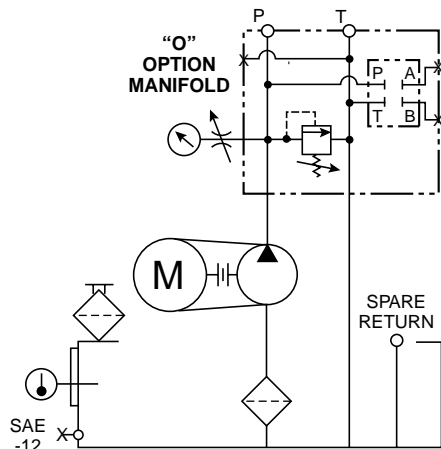 P T
"O"
OPTION
MANIFOLD
P A
T B
M
SPARE
RETURN
SAE
-12